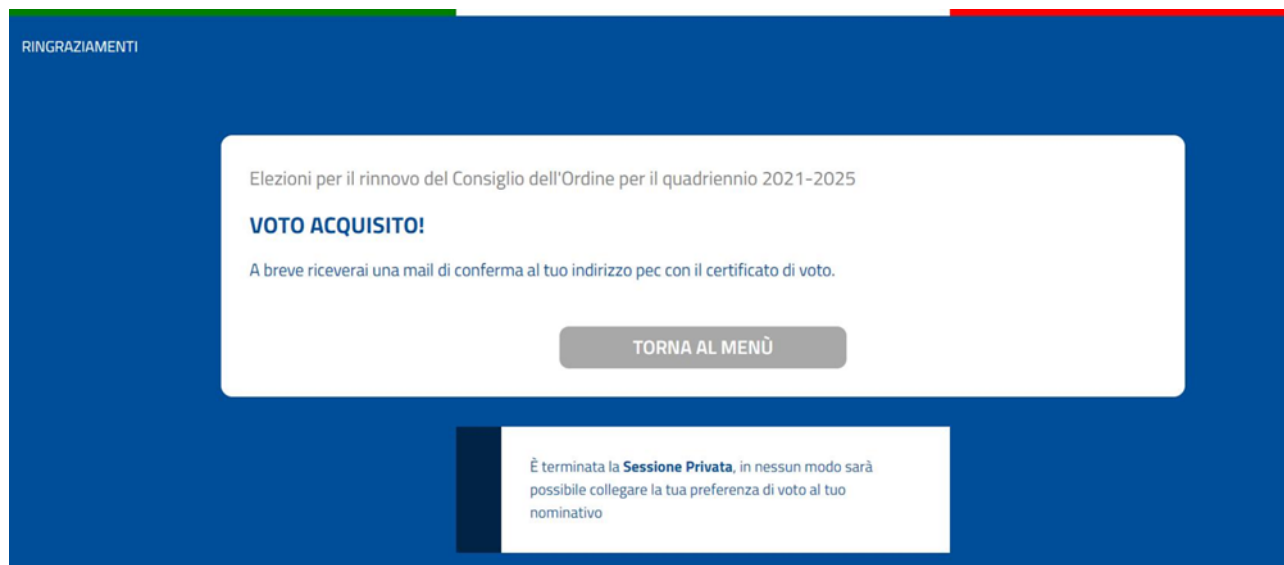 RINGRAZIAMENTI
Elezioni per il rinnovo del Consiglio dell'Ordine per il quadriennio 2021-2025
VOTO ACQUISITO!
A breve riceverai una mail di conferma al tuo indirizzo pec con il certificato di voto.
TORNA AL MENÙ
È terminata la Sessione Privata, in nessun modo sarà
possibile collegare la tua preferenza di voto al tuo
nominativo